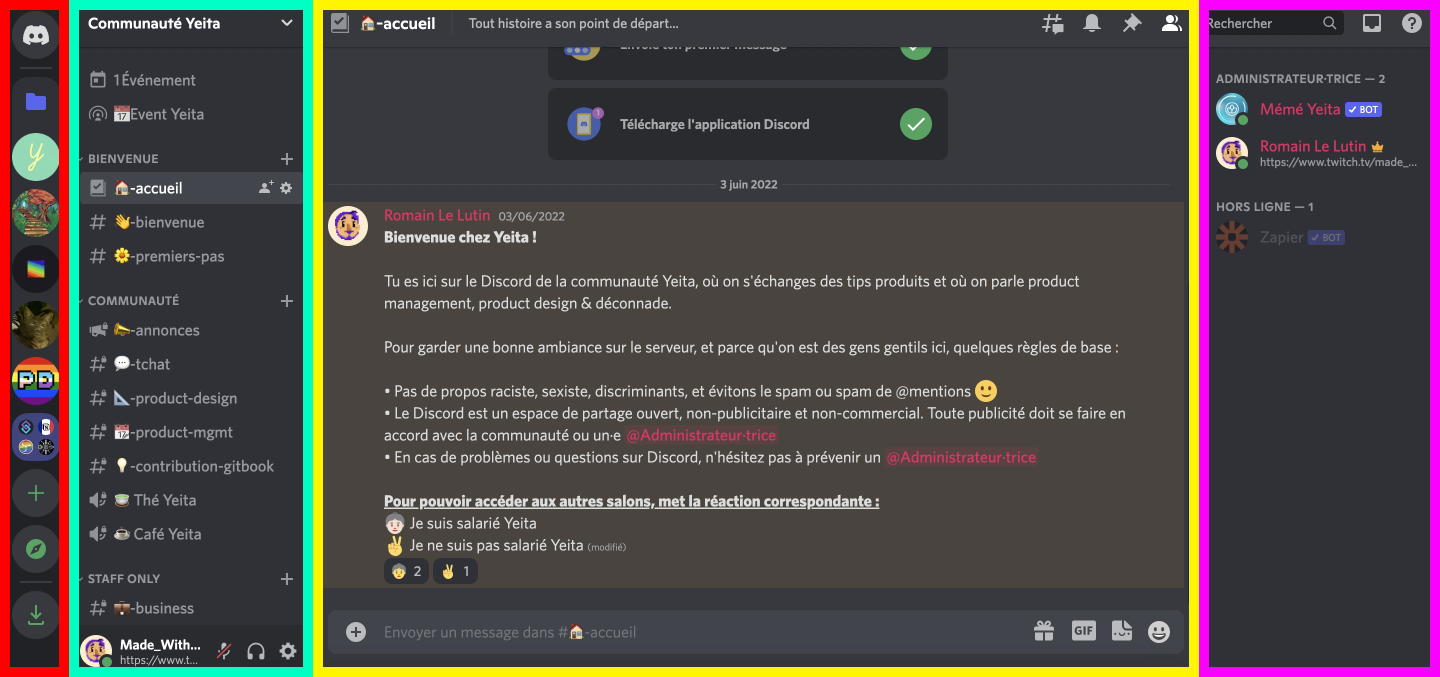 Communauté Yeita
1 Événement
Event Yeita
BIENVENUE
-accueil
-bienvenue
-premiers-pas
COMMUNAUTÉ
-annonces
-tchat
-product-design
-product-mgmt
-contribution-gitbook
Thé Yeita
Café Yeita
STAFF ONLY
-business
Made_With...
https://www.t...
y
PD
-accueil
Tout histoire a son point de départ...
Envoie ton premier message
1
Télécharge l'application Discord
3 juin 2022
Romain Le Lutin 03/06/2022
Bienvenue chez Yeita !
Tu es ici sur le Discord de la communauté Yeita, où on s'échanges des tips produits et où on parle product
management, product design & déconnade.
Pour garder une bonne ambiance sur le serveur, et parce qu'on est des gens gentils ici, quelques règles de base :
• Pas de propos raciste, sexiste, discriminants, et évitons le spam ou spam de @mentions 🙂
• Le Discord est un espace de partage ouvert, non-publicitaire et non-commercial. Toute publicité doit se faire en
accord avec la communauté ou un·e @Administrateur·trice
• En cas de problèmes ou questions sur Discord, n'hésitez pas à prévenir un @Administrateur·trice
Pour pouvoir accéder aux autres salons, met la réaction correspondante :
👵 Je suis salarié Yeita
✌️ Je ne suis pas salarié Yeita (modifié)
👵 2 ✌️ 1
Envoyer un message dans #🏠-accueil
GIF
Rechercher
ADMINISTRATEUR·TRICE — 2
Mémé Yeita ✓ BOT
Romain Le Lutin
https://www.twitch.tv/made_...
HORS LIGNE — 1
Zapier ✓ BOT